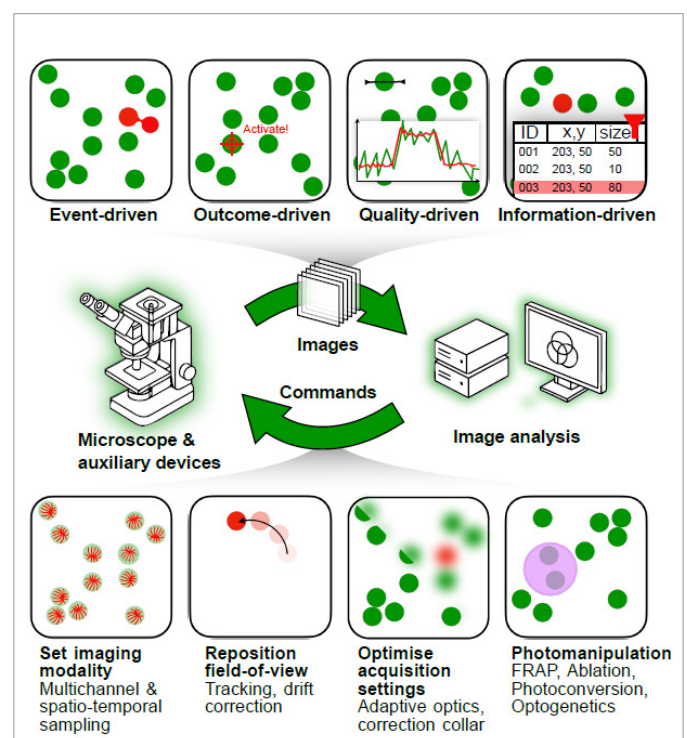 Activate!
ID x,y size
001 203, 50 50
002 203, 50 10
003 203, 50 80
Event-driven Outcome-driven Quality-driven Information-driven
Images
Commands
Microscope &
auxiliary devices
Image analysis
Set imaging
modality
Multichannel &
spatio-temporal
sampling
Reposition
field-of-view
Tracking, drift
correction
Optimise
acquisition
settings
Adaptive optics,
correction collar
Photomanipulation
FRAP, Ablation,
Photoconversion,
Optogenetics